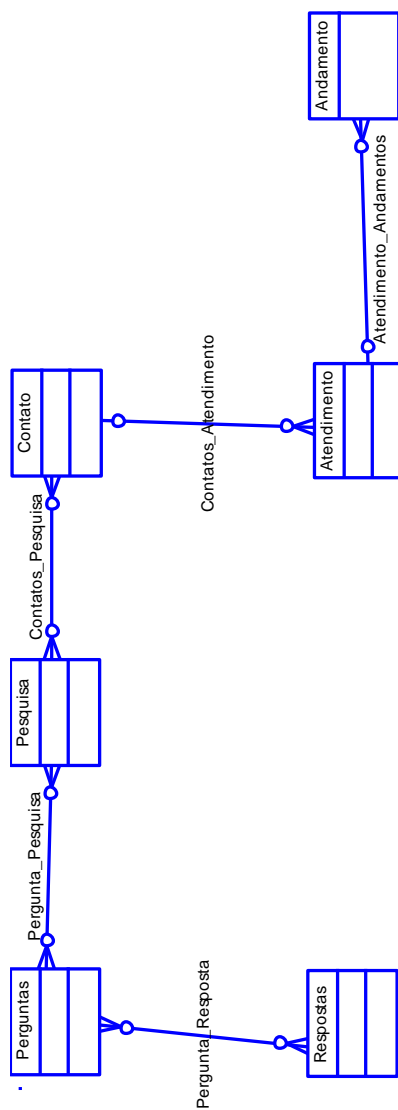 Perguntas
Pergunta_Pesquisa
Pesquisa
Contatos_Pesquisa
Contato
Pergunta_Resposta
Contatos_Atendimento
Respostas
Atendimento
Atendimento_Andamentos
Andamento